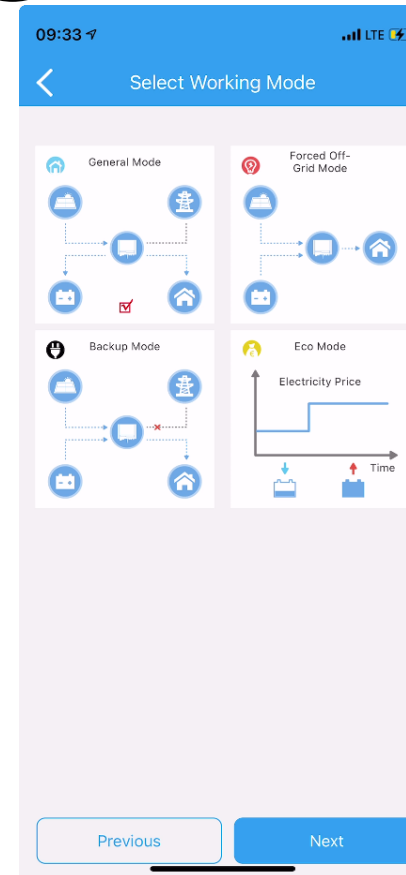 09:33
LTE
Select Working Mode
General Mode
Forced Off-
Grid Mode
Backup Mode
Eco Mode
Electricity Price
Time
Previous
Next